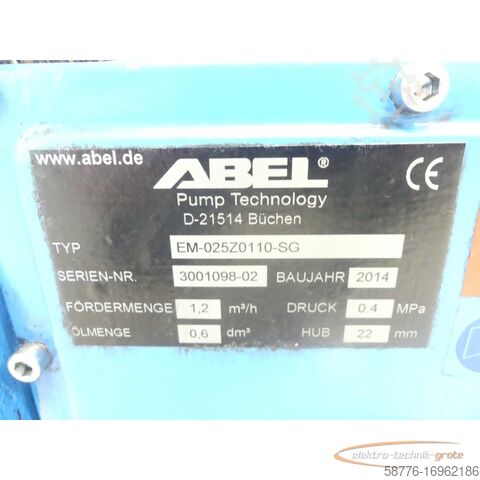 www.abel.de
ABEL®
CE
Pump Technology
D-21514 Büchen
TYP EM-025Z0110-SG
SERIEN-NR. 3001098-02 BAUJAHR 2014
FÖRDERMENGE 1,2 m³/h DRUCK 0,4 MPa
ÖLMENGE 0,6 dm³ HUB 22 mm
elektro-technik-grote
58776-16962186